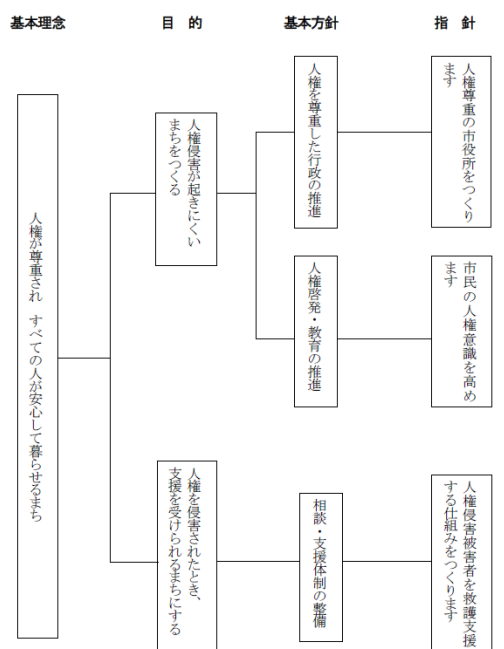 基本理念
目　的
基本方針
指　針
人権が尊重され　すべての人が安心して暮らせるまち
人権侵害が起きにくい
まちをつくる
人権を尊重した行政の推進
人権尊重の市役所をつくり
ます
人権啓発・教育の推進
市民の人権意識を高め
ます
人権を侵害されたとき、
支援を受けられるまちにする
相談・支援体制の整備
人権侵害被害者を救護支援
する仕組みをつくります